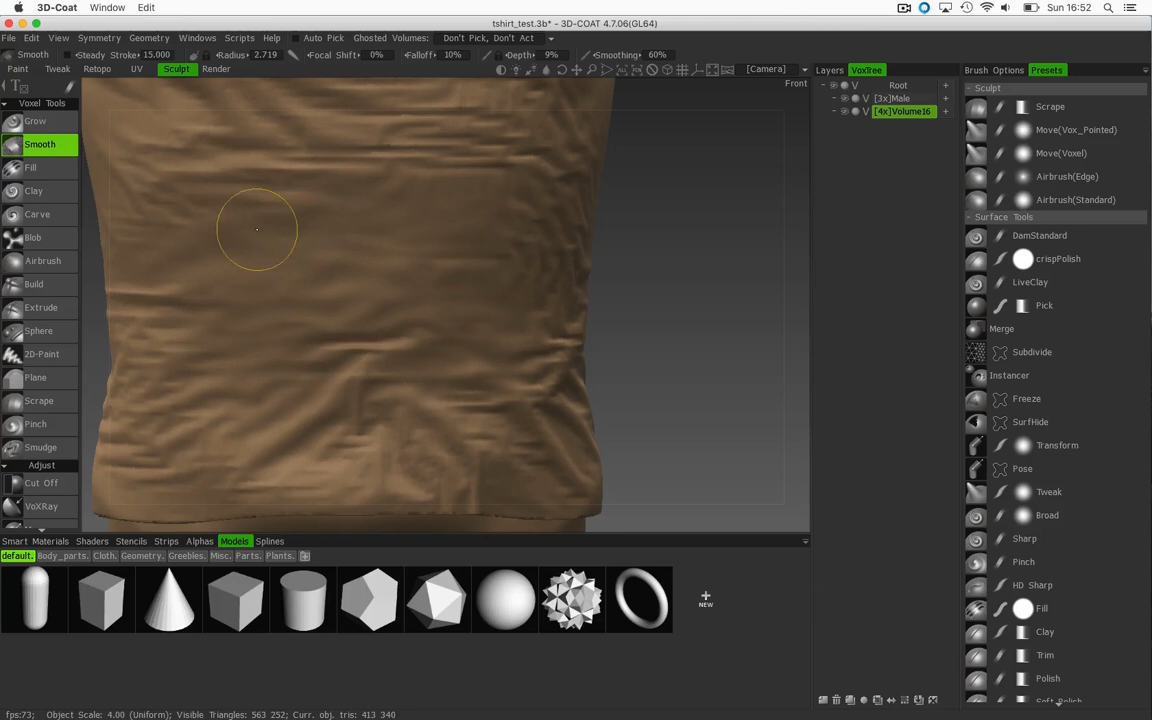 3D-Coat Window Edit Sun 16:52
tshirt_test.3b* - 3D-COAT 4.7.06(GL64)
File Edit View Symmetry Geometry Windows Scripts Help Auto Pick Ghosted Volumes: Don't Pick, Don't Act
Smooth Steady Stroke: 15.000 Radius: 2.719 Focal Shift: 0% Falloff: 10% Depth: 9% Smoothing: 60%
Paint Tweak Retopo UV Sculpt Render [Camera] Layers VoxTree Brush Options Presets
Front
Voxel Tools
Grow
Smooth
Fill
Clay
Carve
Blob
Airbrush
Build
Extrude
Sphere
2D-Paint
Plane
Scrape
Pinch
Smudge
Adjust
Cut Off
VoXRay
V Root +
V [3x]Male +
V [4x]Volume16 +
Sculpt
Scrape
Move(Vox_Pointed)
Move(Voxel)
Airbrush(Edge)
Airbrush(Standard)
Surface Tools
DamStandard
crispPolish
LiveClay
Pick
Merge
Subdivide
Instancer
Freeze
SurfHide
Transform
Pose
Tweak
Broad
Sharp
Pinch
HD Sharp
Fill
Clay
Trim
Polish
Soft Polish
Smart Materials Shaders Stencils Strips Alphas Models Splines
default. Body_parts. Cloth. Geometry. Greebles. Misc. Parts. Plants.
NEW
fps:73; Object Scale: 4.00 (Uniform); Visible Triangles: 563 252; Curr. obj. tris: 413 340